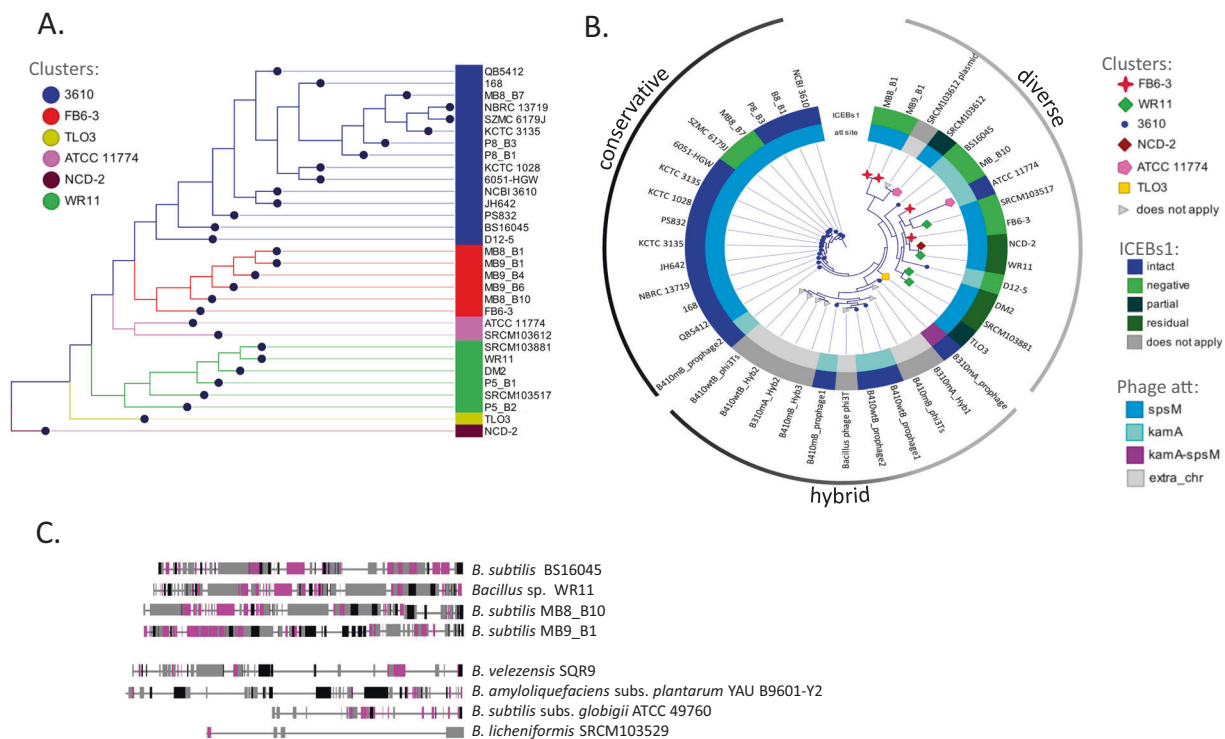 A.
Clusters:
3610
FB6-3
TLO3
ATCC 11774
NCD-2
WR11
QB5412
168
MB8_B7
NBRC 13719
SZMC 6179J
KCTC 3135
P8_B3
P8_B1
KCTC 1028
6051-HGW
NCBI 3610
JH642
PS832
BS16045
D12-5
MB8_B1
MB9_B1
MB9_B4
MB9_B6
MB8_B10
FB6-3
ATCC 11774
SRCM103612
SRCM103881
WR11
DM2
P5_B1
SRCM103517
P5_B2
TLO3
NCD-2
B.
conservative
diverse
hybrid
ICEBs1
att site
MB8_B1
MB9_B1
SRCM103612 plasmid
SRCM103612
BS16045
MB_B10
ATCC 11774
SRCM103517
FB6-3
NCD-2
WR11
D12-5
DM2
SRCM103881
TLO3
B310mA_prophage
B310mA_Hyb1
B410mB_phi3Ts
B410wtB_prophage1
B410wtB_prophage2
Bacillus phage phi3T
B410mB_prophage1
B410mB_Hyb3
B310mA_Hyb2
B410wtB_Hyb2
B410wtB_phi3Ts
B410mB_prophage2
QB5412
168
NBRC 13719
JH642
KCTC 3135
PS832
KCTC 1028
KCTC 3135
6051-HGW
SZMC 6179J
MB8_B7
P8_B3
B8_B1
NCBI 3610
Clusters:
FB6-3
WR11
3610
NCD-2
ATCC 11774
TLO3
does not apply
ICEBs1:
intact
negative
partial
residual
does not apply
Phage att:
spsM
kamA
kamA-spsM
extra_chr
C.
B. subtilis BS16045
Bacillus sp. WR11
B. subtilis MB8_B10
B. subtilis MB9_B1
B. velezensis SQR9
B. amyloliquefaciens subs. plantarum YAU B9601-Y2
B. subtilis subs. globigii ATCC 49760
B. licheniformis SRCM103529